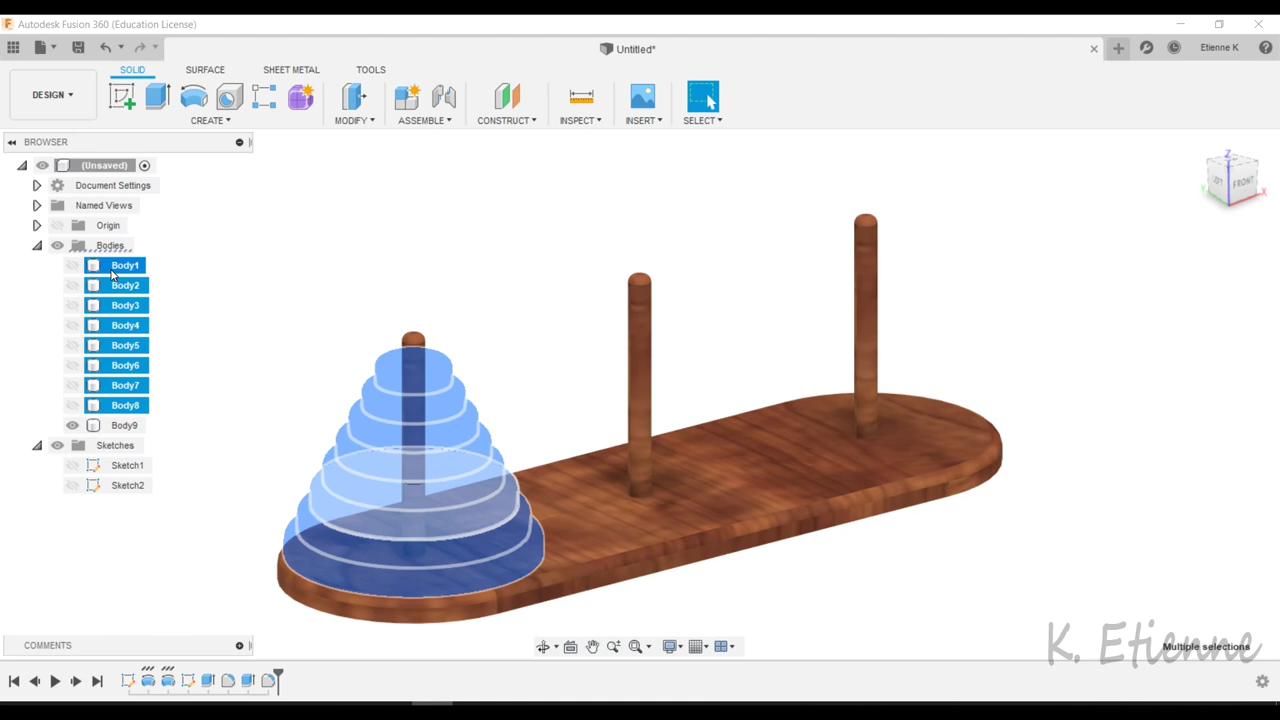 Autodesk Fusion 360 (Education License)
Untitled*
Etienne K
SOLID SURFACE SHEET METAL TOOLS
DESIGN
CREATE MODIFY ASSEMBLE CONSTRUCT INSPECT INSERT SELECT
BROWSER
(Unsaved)
Document Settings
Named Views
Origin
Bodies
Body1
Body2
Body3
Body4
Body5
Body6
Body7
Body8
Body9
Sketches
Sketch1
Sketch2
Z
FRONT
X
Y
COMMENTS
Multiple selections
K. Etienne